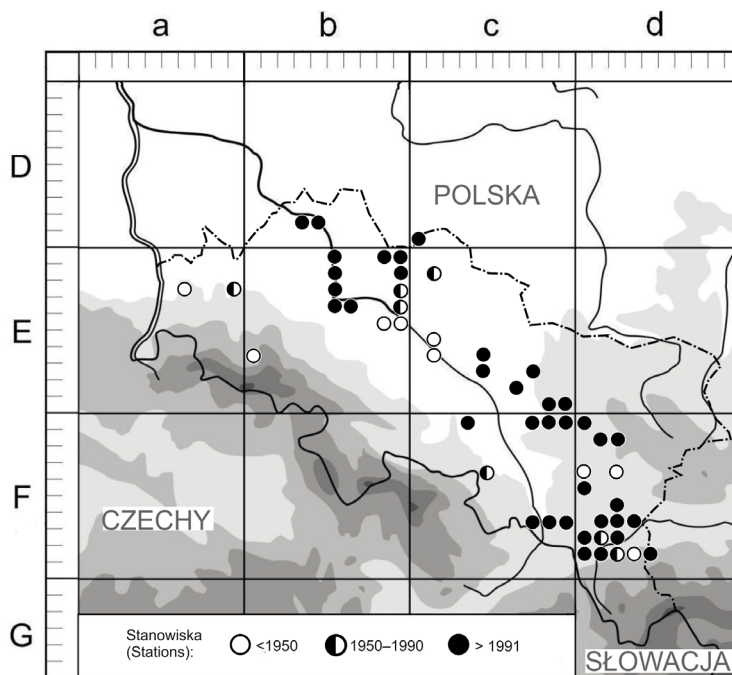 a b c d
D
POLSKA
E
F
CZECHY
G
Stanowiska
(Stations): <1950 1950–1990 > 1991
SŁOWACJA